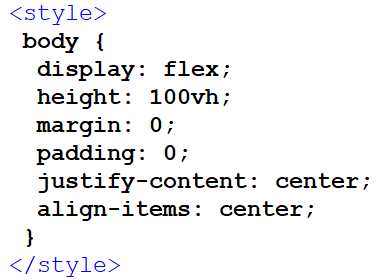 <style>
body {
display: flex;
height: 100vh;
margin: 0;
padding: 0;
justify-content: center;
align-items: center;
}
</style>